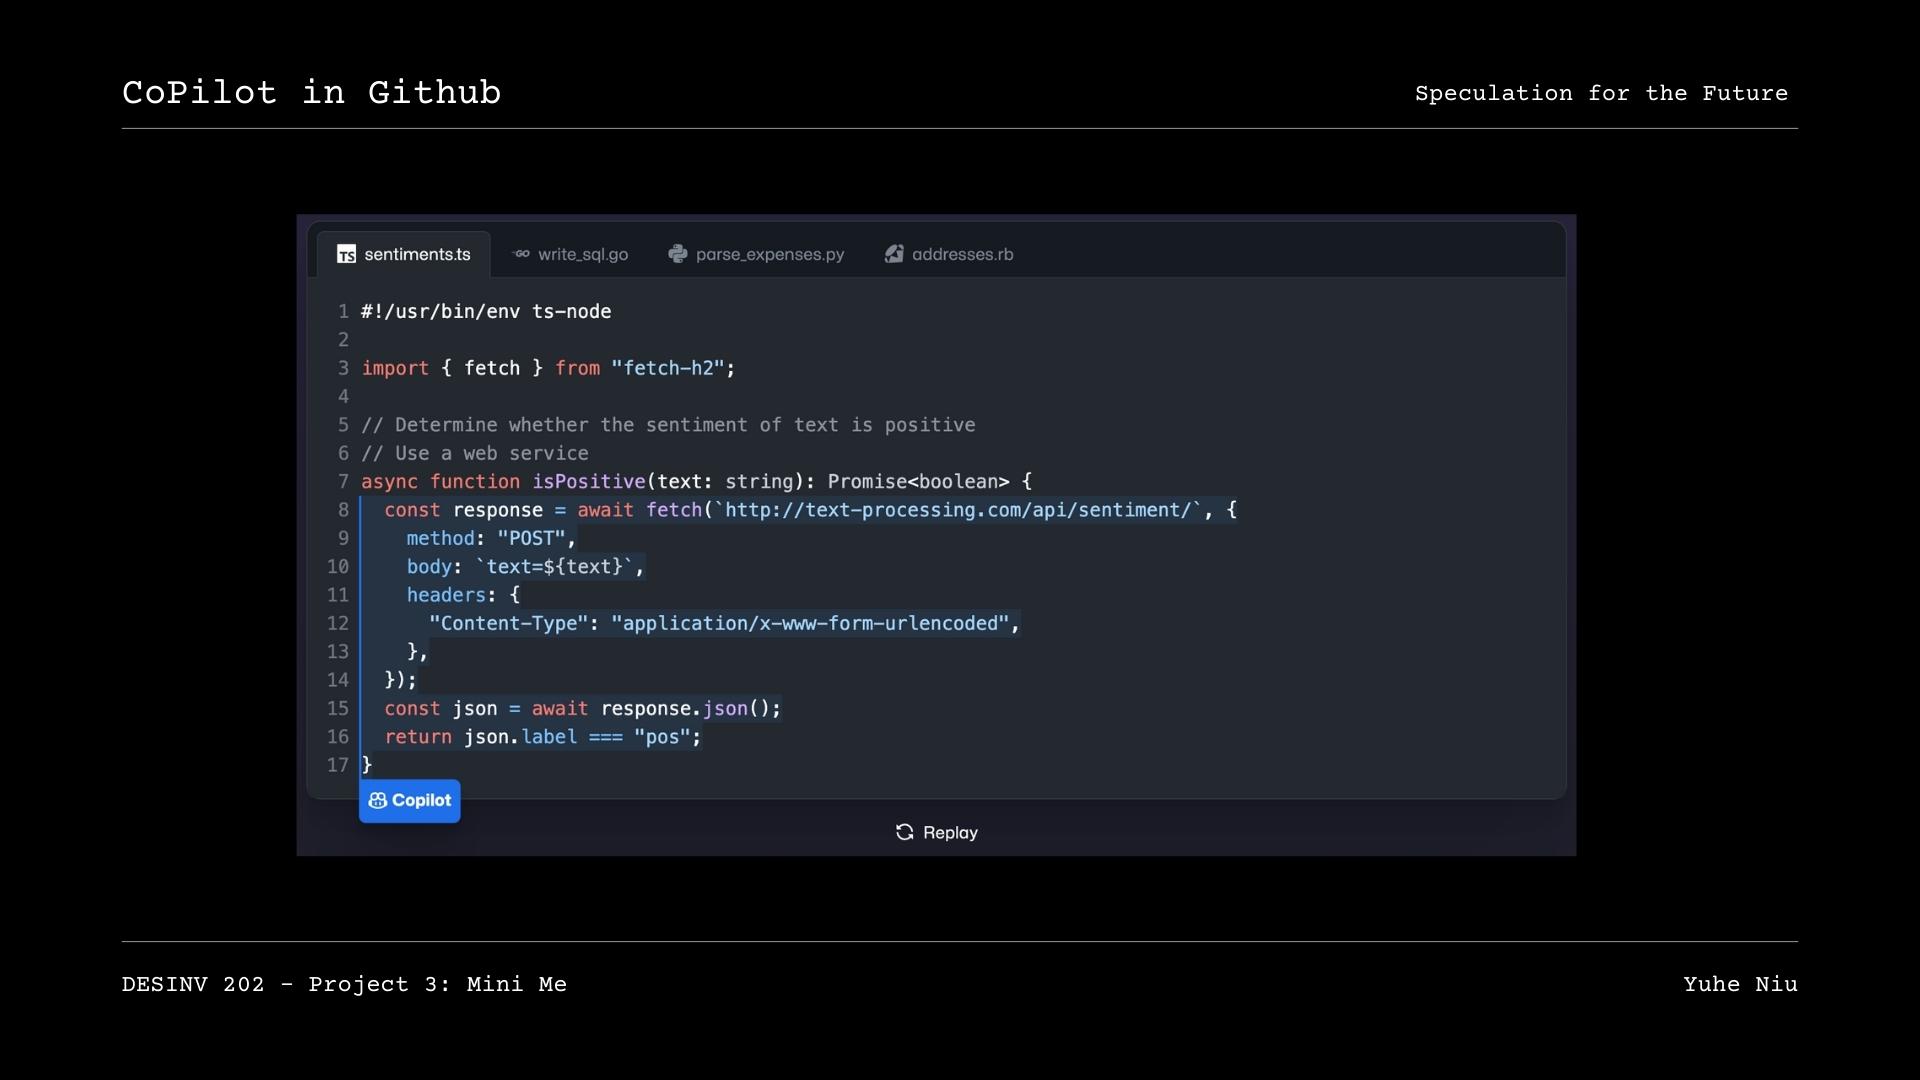 CoPilot in Github
Speculation for the Future
TS sentiments.ts
GO write_sql.go
parse_expenses.py
addresses.rb
1 #!/usr/bin/env ts-node
2
3 import { fetch } from "fetch-h2";
4
5 // Determine whether the sentiment of text is positive
6 // Use a web service
7 async function isPositive(text: string): Promise<boolean> {
8   const response = await fetch(`http://text-processing.com/api/sentiment/`, {
9     method: "POST",
10     body: `text=${text}`,
11     headers: {
12       "Content-Type": "application/x-www-form-urlencoded",
13     },
14   });
15   const json = await response.json();
16   return json.label === "pos";
17 }
Copilot
Replay
DESINV 202 - Project 3: Mini Me
Yuhe Niu